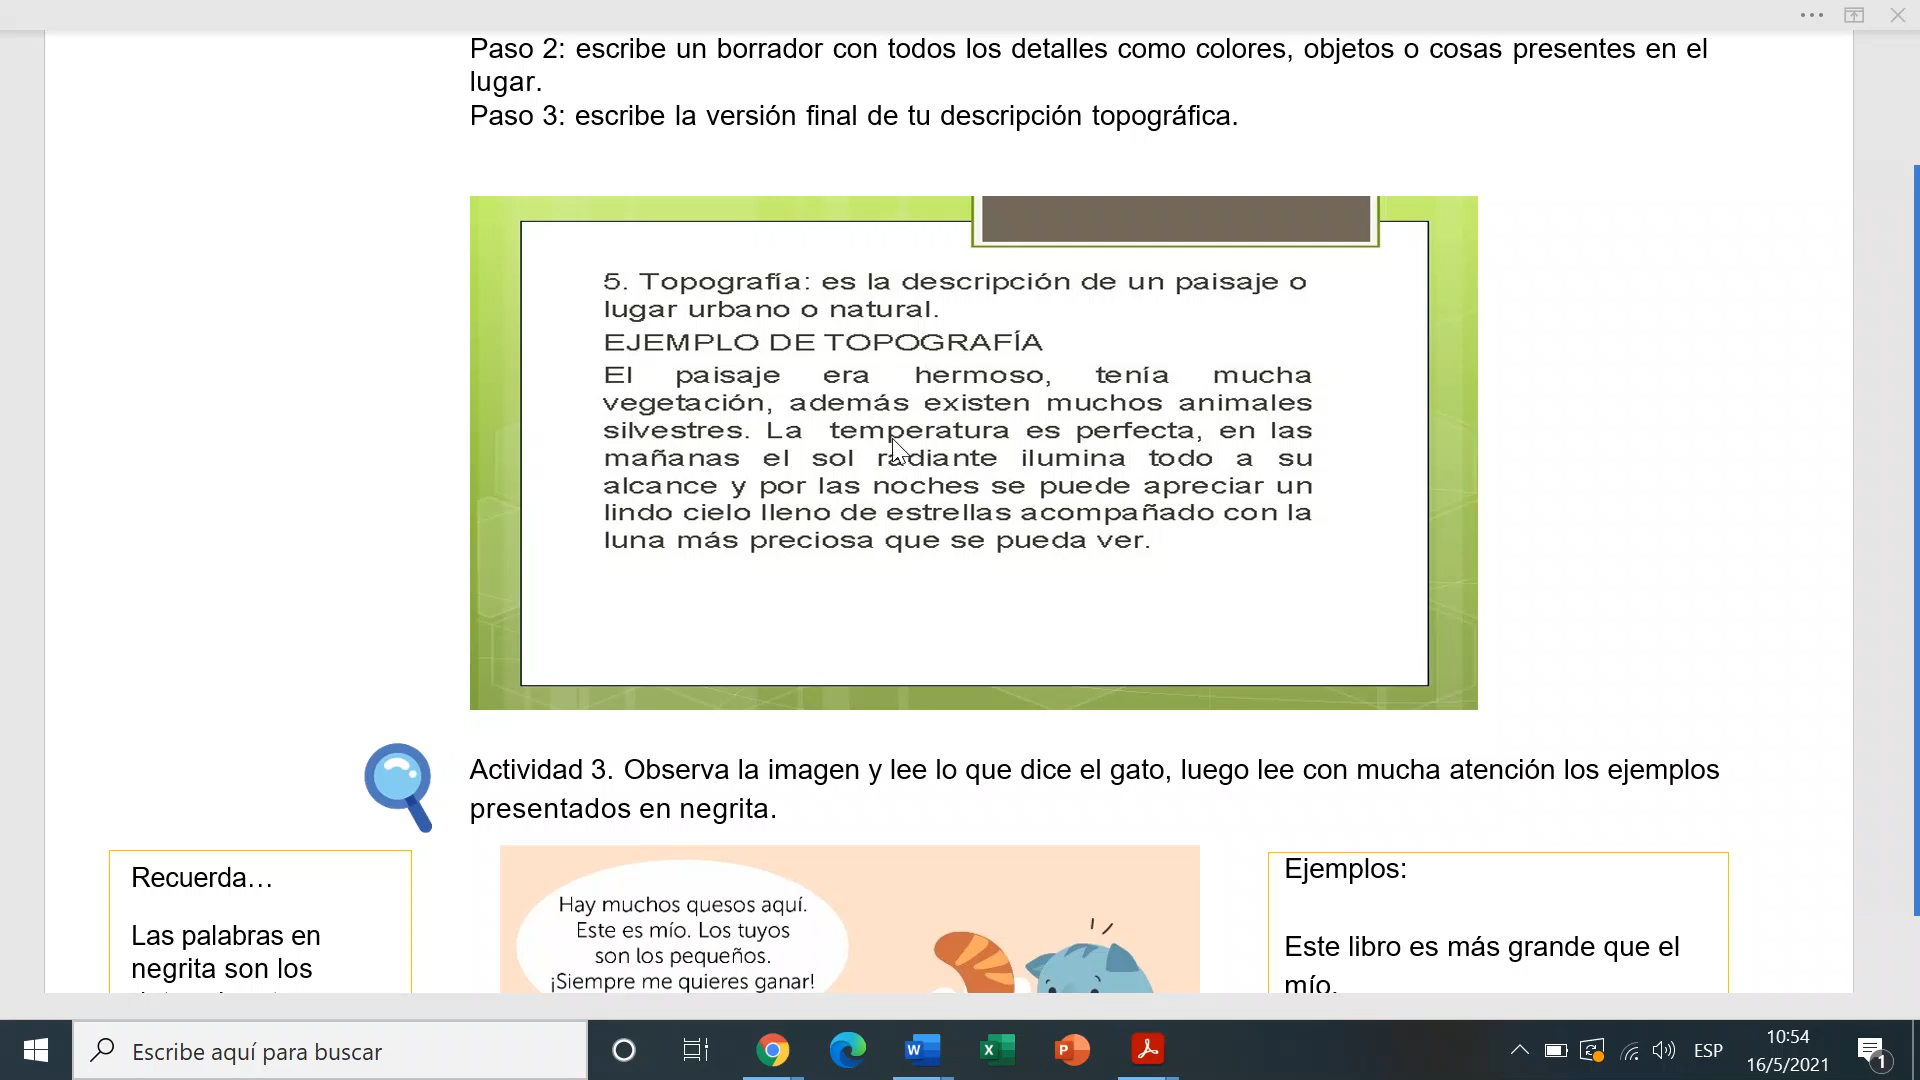 Paso 2: escribe un borrador con todos los detalles como colores, objetos o cosas presentes en el
lugar.
Paso 3: escribe la versión final de tu descripción topográfica.
5. Topografía: es la descripción de un paisaje o
lugar urbano o natural.
EJEMPLO DE TOPOGRAFÍA
El paisaje era hermoso, tenía mucha
vegetación, además existen muchos animales
silvestres. La temperatura es perfecta, en las
mañanas el sol radiante ilumina todo a su
alcance y por las noches se puede apreciar un
lindo cielo lleno de estrellas acompañado con la
luna más preciosa que se pueda ver.
Actividad 3. Observa la imagen y lee lo que dice el gato, luego lee con mucha atención los ejemplos
presentados en negrita.
Recuerda…
Las palabras en
negrita son los
Hay muchos quesos aquí.
Este es mío. Los tuyos
son los pequeños.
¡Siempre me quieres ganar!
Ejemplos:
Este libro es más grande que el
mío.
Escribe aquí para buscar
W
X
P
ESP
10:54
16/5/2021
1